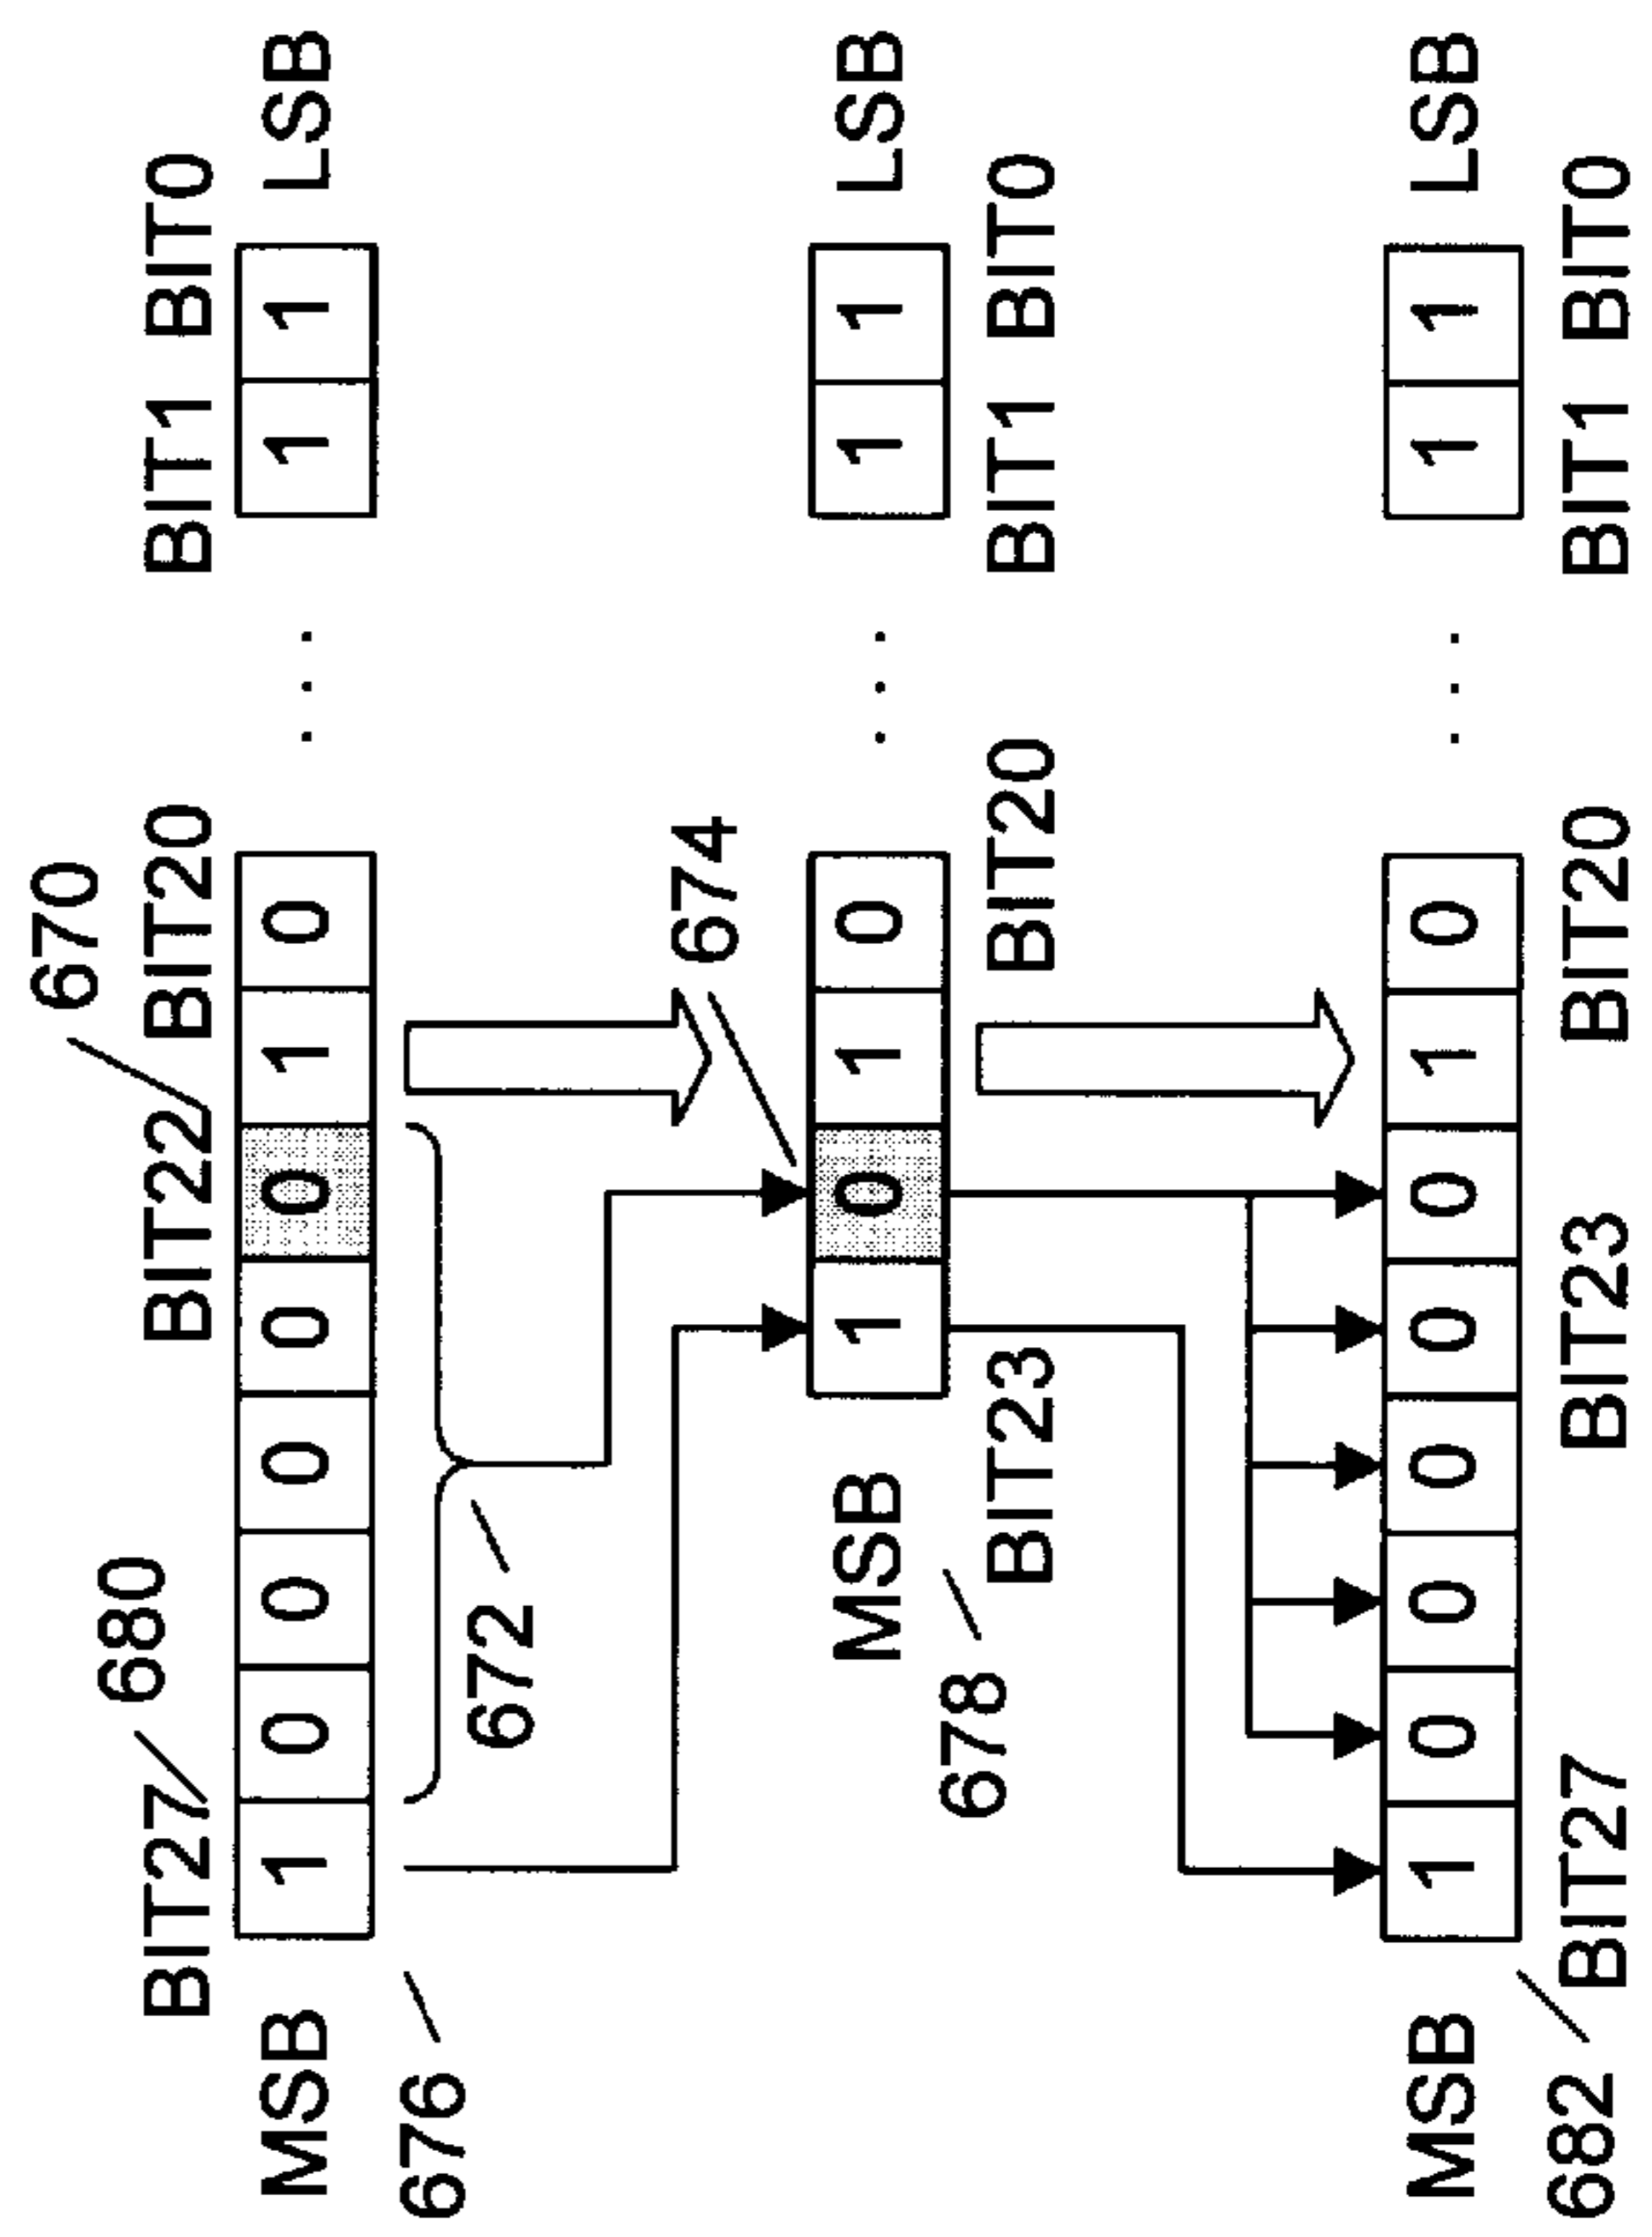 670
680
BIT27 BIT22 BIT20 BIT1 BIT0
MSB 1 0 0 0 0 0 1 0 ... 1 1 LSB
676
672
674
MSB 1 0 1 0 ... 1 1 LSB
678
BIT23 BIT20 BIT1 BIT0
MSB 1 0 0 0 0 0 1 0 ... 1 1 LSB
682 BIT27 BIT23 BIT20 BIT1 BIT0